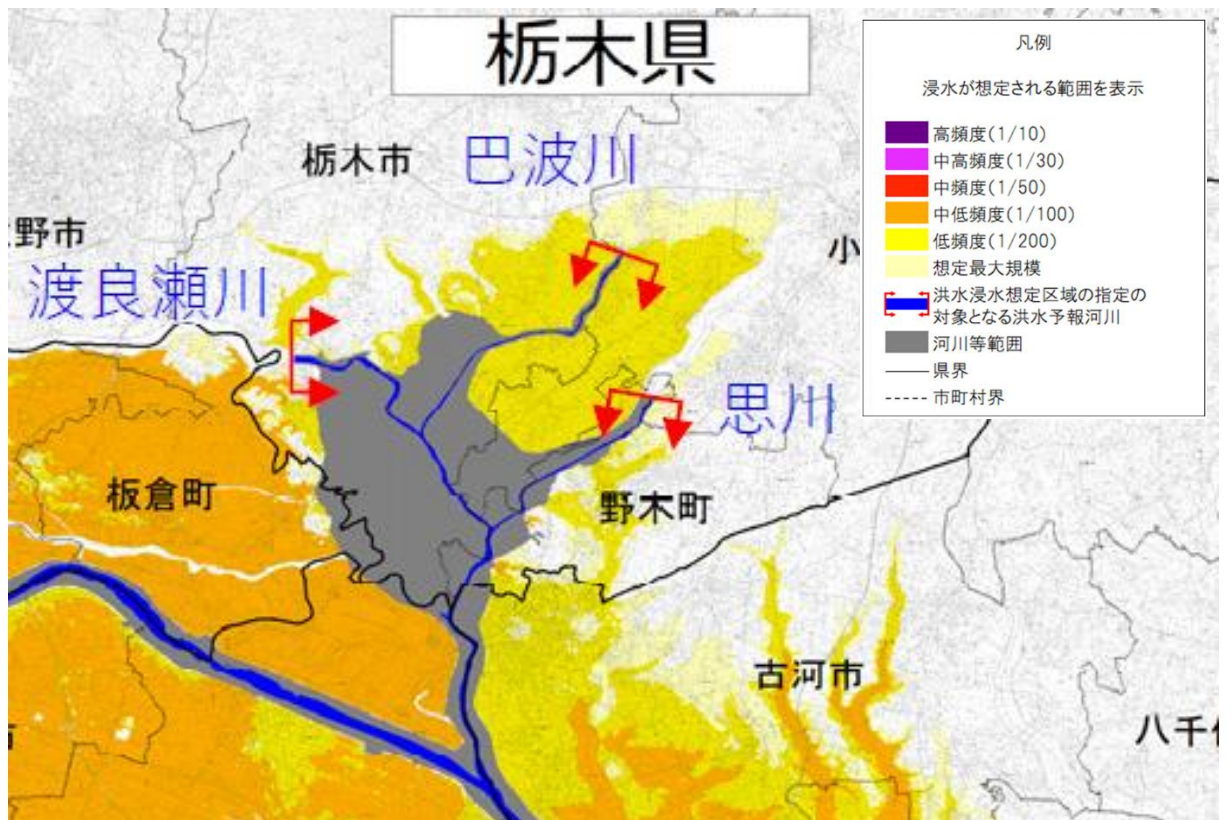 栃木県
栃木市
巴波川
野市
渡良瀬川
小
思川
板倉町
野木町
古河市
八千
凡例
浸水が想定される範囲を表示
高頻度(1/10)
中高頻度(1/30)
中頻度(1/50)
中低頻度(1/100)
低頻度(1/200)
想定最大規模
洪水浸水想定区域の指定の
対象となる洪水予報河川
河川等範囲
県界
市町村界